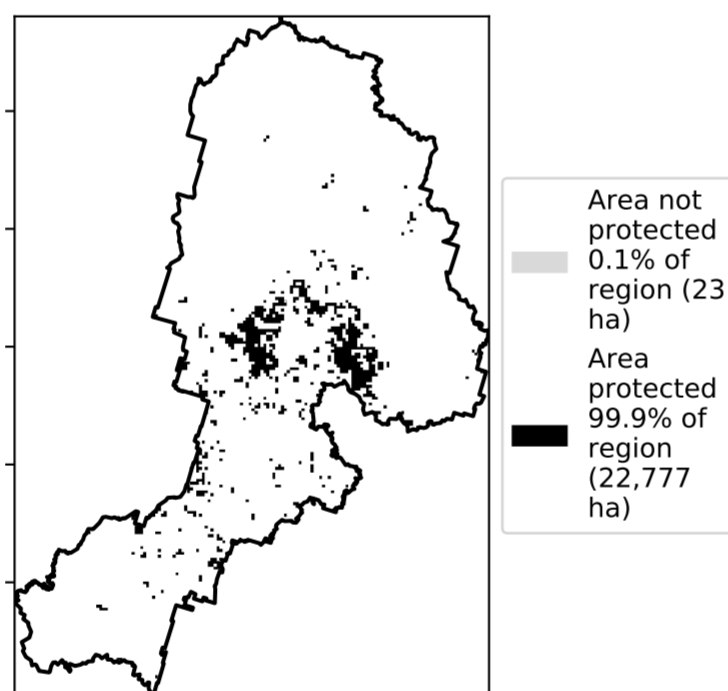 Area not
protected
0.1% of
region (23
ha)
Area
protected
99.9% of
region
(22,777
ha)